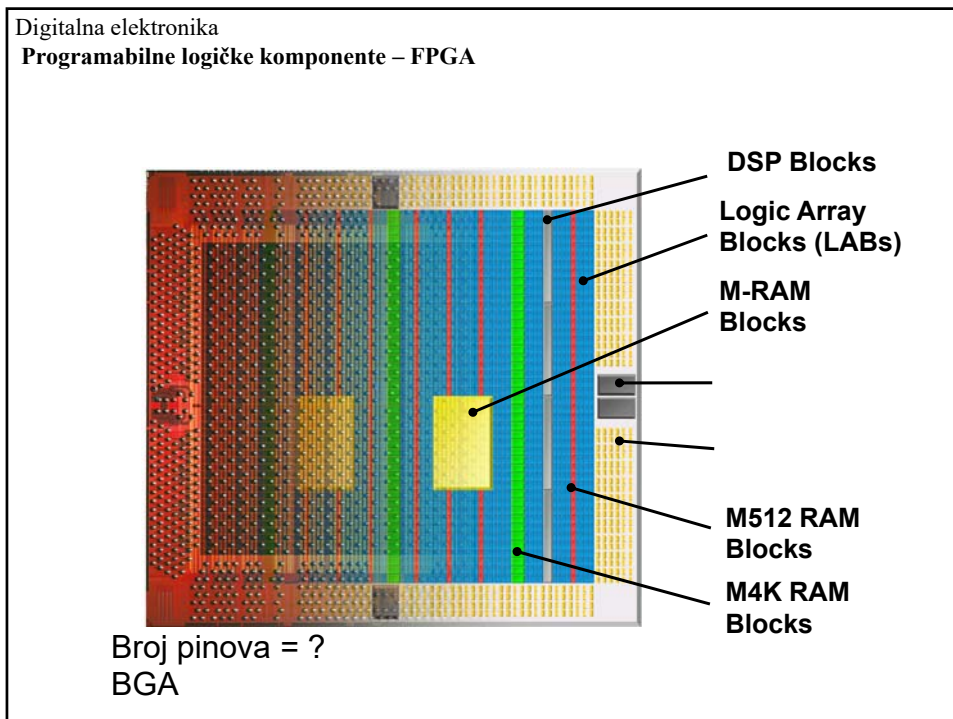 Digitalna elektronika
Programabilne logičke komponente – FPGA
DSP Blocks
Logic Array
Blocks (LABs)
M-RAM
Blocks
M512 RAM
Blocks
M4K RAM
Blocks
Broj pinova = ?
BGA